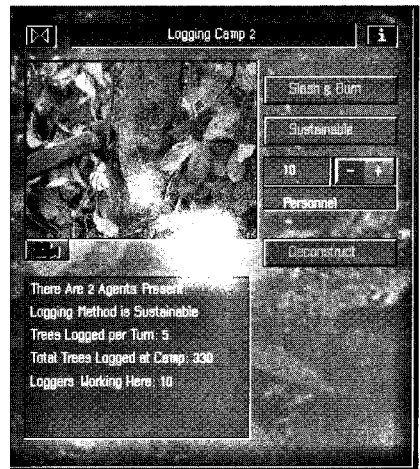 Logging Camp 2
i
Slash & Burn
Sustainable
10 - +
Personnel
Deconstruct
There Are 2 Agents Present
Logging Method is Sustainable
Trees Logged per Turn: 5
Total Trees Logged at Camp: 330
Loggers Working Here: 10